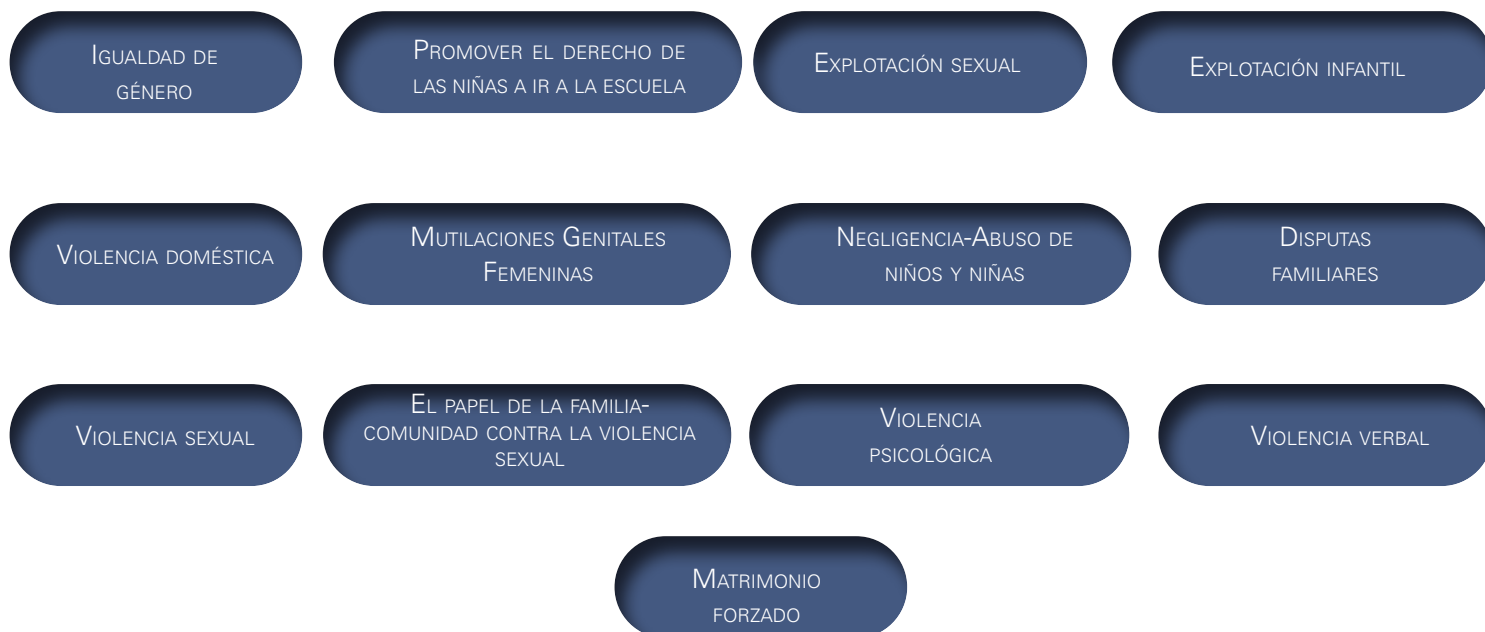 Igualdad de
género
Promover el derecho de
las niñas a ir a la escuela
Explotación sexual
Explotación infantil
Violencia doméstica
Mutilaciones Genitales
Femeninas
Negligencia-Abuso de
niños y niñas
Disputas
familiares
Violencia sexual
El papel de la familia-
comunidad contra la violencia
sexual
Violencia
psicológica
Violencia verbal
Matrimonio
forzado